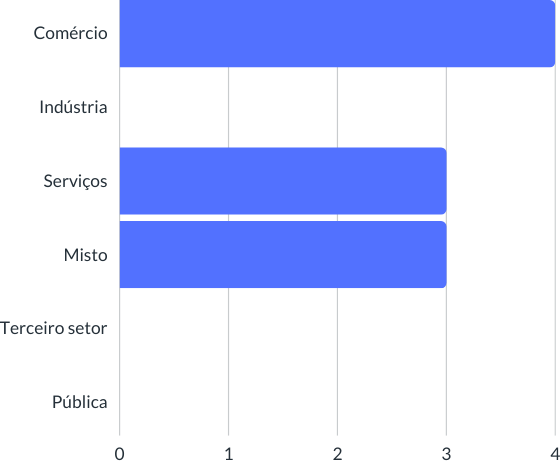 Comércio
Indústria
Serviços
Misto
Terceiro setor
Pública
0 1 2 3 4